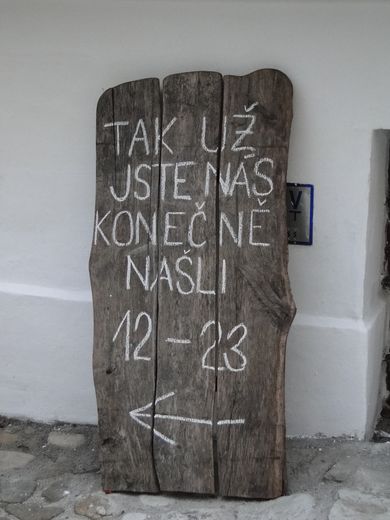 TAK UŽ
JSTE NÁS
KONEČNĚ
NAŠLI
12 – 23
←